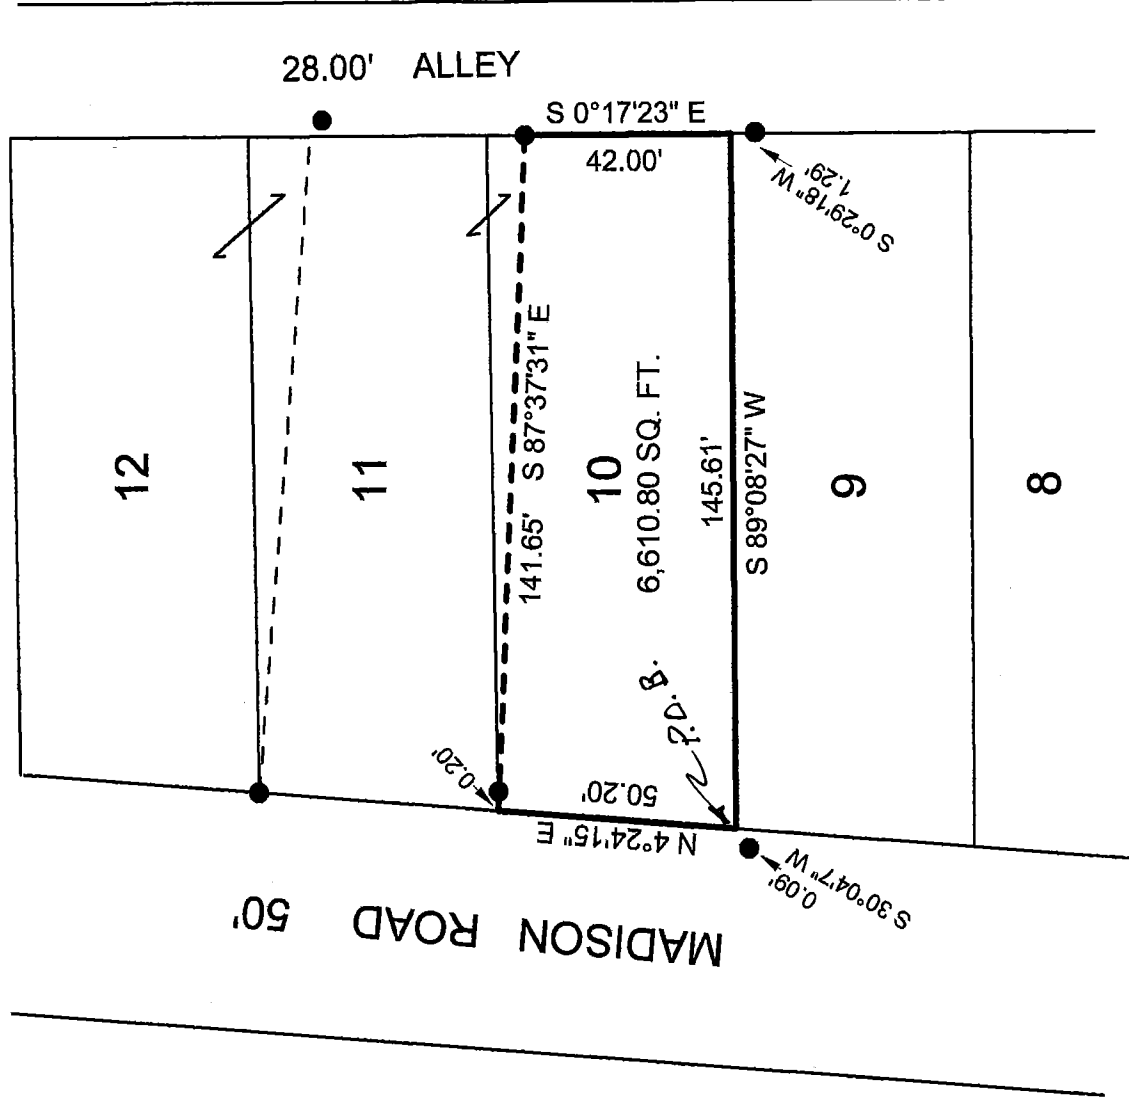 28.00' ALLEY
S 0°17'23" E
42.00'
S 0°29'18" W
1.29'
12
11
141.65' S 87°37'31" E
10
6,610.80 SQ. FT.
145.61'
S 89°08'27" W
9
8
P.O.B.
0.20'
50.20'
N 4°24'15" E
0.09'
S 30°04'7" W
MADISON ROAD 50'